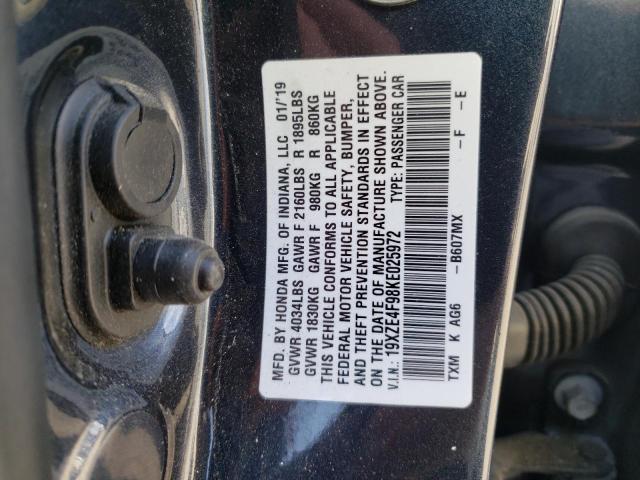 MFD. BY HONDA MFG. OF INDIANA, LLC 01/'19
GVWR 4034LBS GAWR F 2160LBS R 1895LBS
GVWR 1830KG GAWR F 980KG R 860KG
THIS VEHICLE CONFORMS TO ALL APPLICABLE
FEDERAL MOTOR VEHICLE SAFETY, BUMPER,
AND THEFT PREVENTION STANDARDS IN EFFECT
ON THE DATE OF MANUFACTURE SHOWN ABOVE.
V.I.N.: 19XZE4F98KE025972 TYPE: PASSENGER CAR
TXM K AG6 -B607MX -F -E